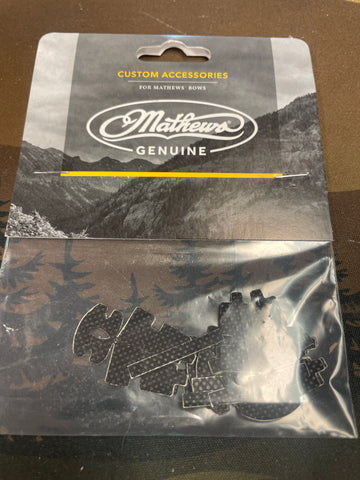 CUSTOM ACCESSORIES
FOR MATHEWS® BOWS
Mathews®
GENUINE